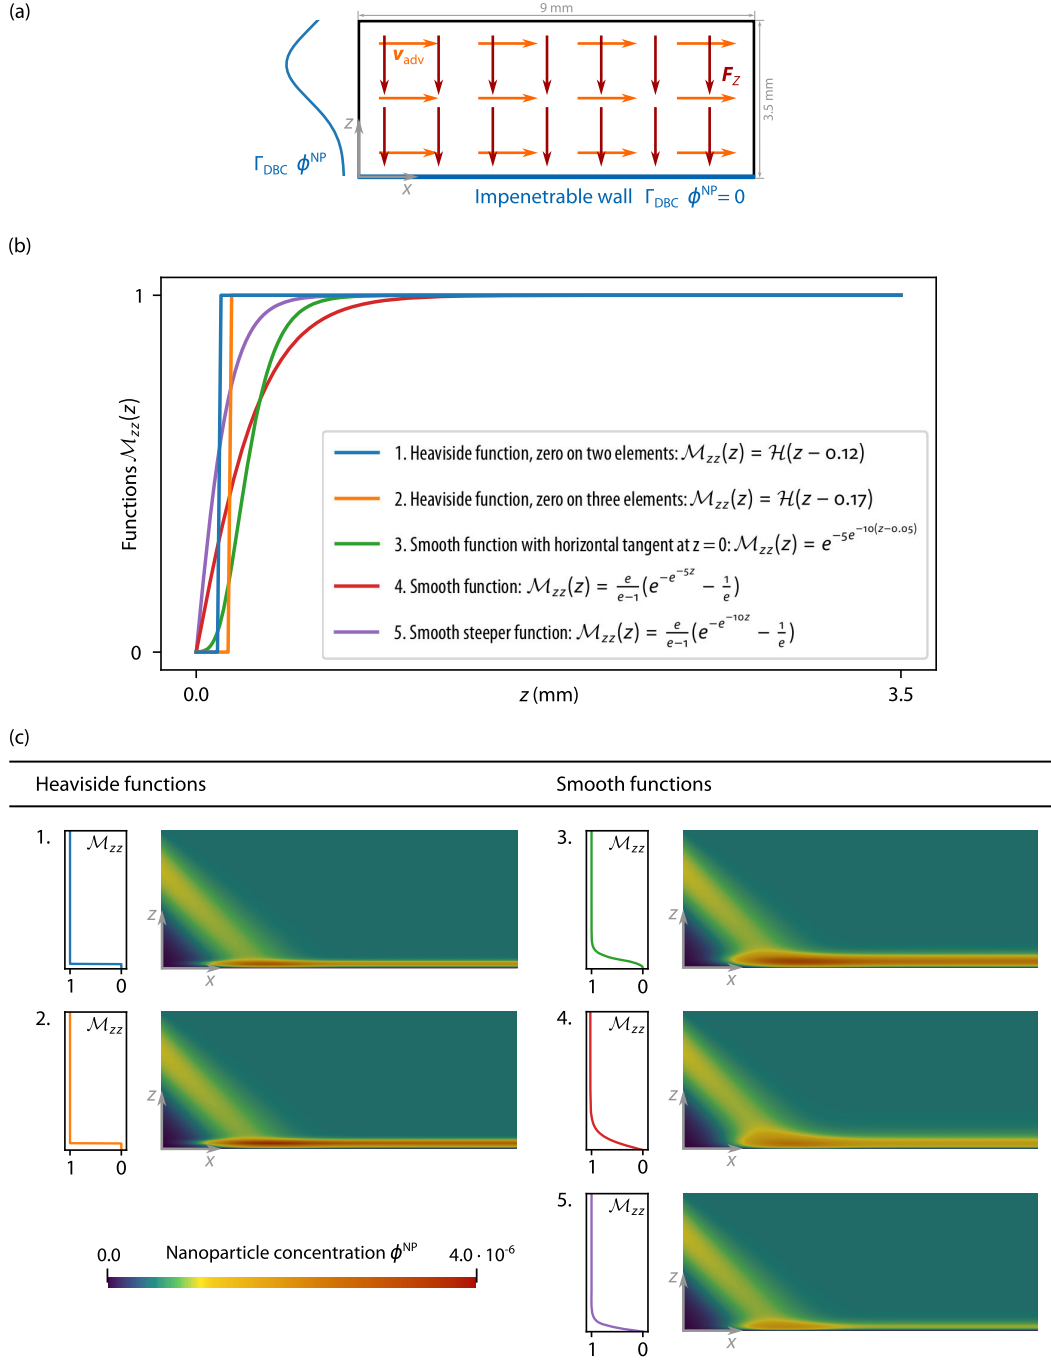 (a)
9 mm
v_adv
F_Z
3.5 mm
z
x
Γ_DBC ϕ^NP
Impenetrable wall Γ_DBC ϕ^NP = 0
(b)
Functions ℳ_zz(z)
1
0
1. Heaviside function, zero on two elements: ℳ_zz(z) = ℋ(z − 0.12)
2. Heaviside function, zero on three elements: ℳ_zz(z) = ℋ(z − 0.17)
3. Smooth function with horizontal tangent at z = 0: ℳ_zz(z) = e^{−5e^{−10(z−0.05)}}
4. Smooth function: ℳ_zz(z) = e/(e−1) (e^{−e^{−5z}} − 1/e)
5. Smooth steeper function: ℳ_zz(z) = e/(e−1) (e^{−e^{−10z}} − 1/e)
0.0
z (mm)
3.5
(c)
Heaviside functions
Smooth functions
1.
ℳ_zz
z
x
1 0
3.
ℳ_zz
z
x
1 0
2.
ℳ_zz
z
x
1 0
4.
ℳ_zz
z
x
1 0
5.
ℳ_zz
z
x
1 0
0.0
Nanoparticle concentration ϕ^NP
4.0 · 10^-6